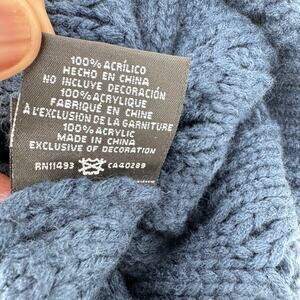 100% ACRÍLICO
HECHO EN CHINA
NO INCLUYE DECORACIÓN
100% ACRYLIQUE
FABRIQUÉ EN CHINE
À L'EXCLUSION DE LA GARNITURE
100% ACRYLIC
MADE IN CHINA
EXCLUSIVE OF DECORATION
RN11493 CA40289